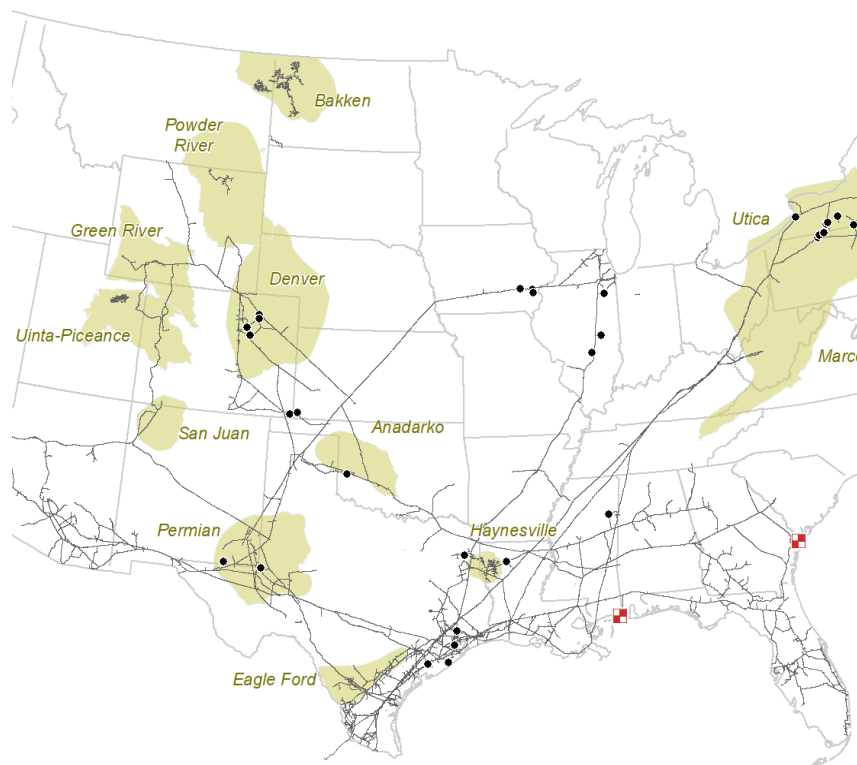 Bakken
Powder
River
Green River
Utica
Denver
Uinta-Piceance
Marce
Anadarko
San Juan
Permian
Haynesville
Eagle Ford